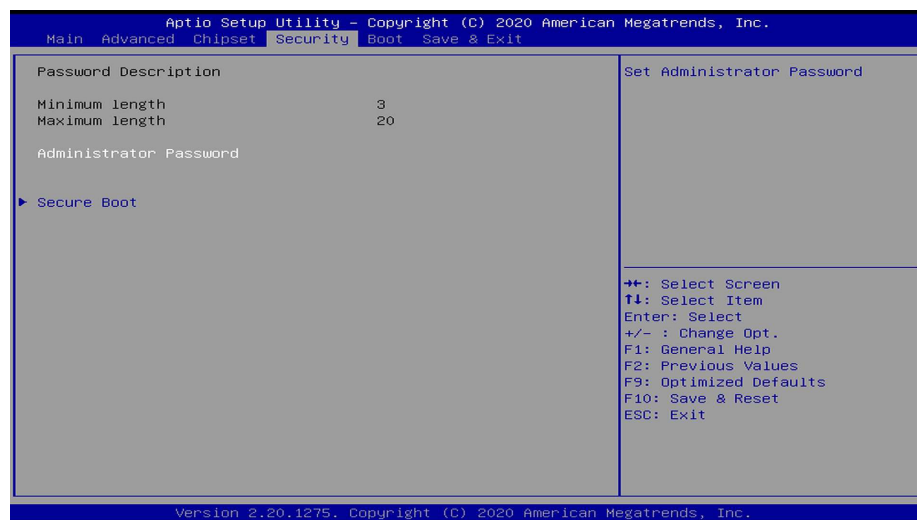 Aptio Setup Utility – Copyright (C) 2020 American Megatrends, Inc.
Main Advanced Chipset Security Boot Save & Exit
Password Description
Minimum length 3
Maximum length 20
Administrator Password
▶ Secure Boot
Set Administrator Password
→←: Select Screen
↑↓: Select Item
Enter: Select
+/- : Change Opt.
F1: General Help
F2: Previous Values
F9: Optimized Defaults
F10: Save & Reset
ESC: Exit
Version 2.20.1275. Copyright (C) 2020 American Megatrends, Inc.